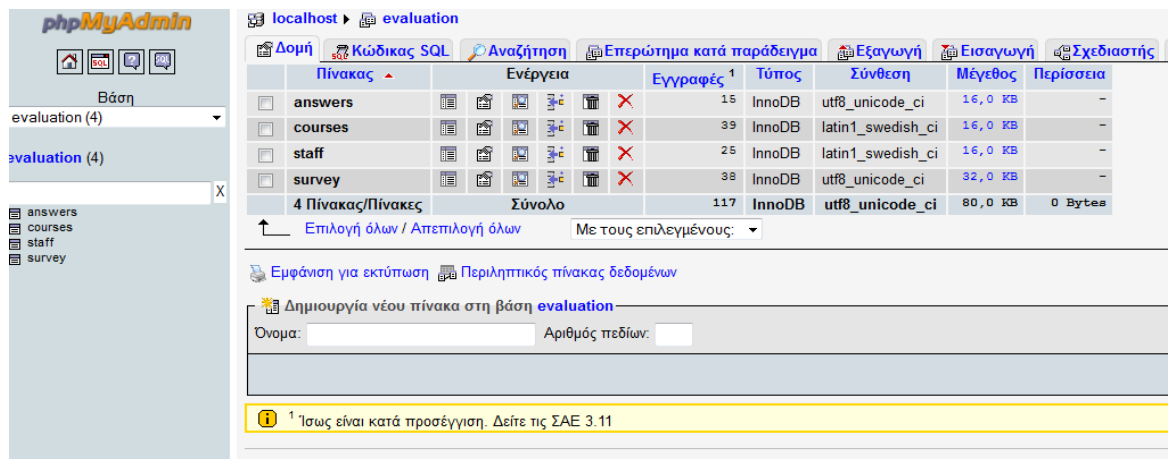 phpMyAdmin
SQL
Βάση
evaluation (4)
evaluation (4)
X
answers
courses
staff
survey
localhost evaluation
Δομή Κώδικας SQL Αναζήτηση Επερώτημα κατά παράδειγμα Εξαγωγή Εισαγωγή Σχεδιαστής
Πίνακας Ενέργεια Εγγραφές 1 Τύπος Σύνθεση Μέγεθος Περίσσεια
answers 15 InnoDB utf8_unicode_ci 16,0 KB -
courses 39 InnoDB latin1_swedish_ci 16,0 KB -
staff 25 InnoDB latin1_swedish_ci 16,0 KB -
survey 38 InnoDB utf8_unicode_ci 32,0 KB -
4 Πίνακας/Πίνακες Σύνολο 117 InnoDB utf8_unicode_ci 80,0 KB 0 Bytes
Επιλογή όλων / Απεπιλογή όλων Με τους επιλεγμένους:
Εμφάνιση για εκτύπωση Περιληπτικός πίνακας δεδομένων
Δημιουργία νέου πίνακα στη βάση evaluation
Όνομα: Αριθμός πεδίων:
1 Ίσως είναι κατά προσέγγιση. Δείτε τις ΣΑΕ 3.11